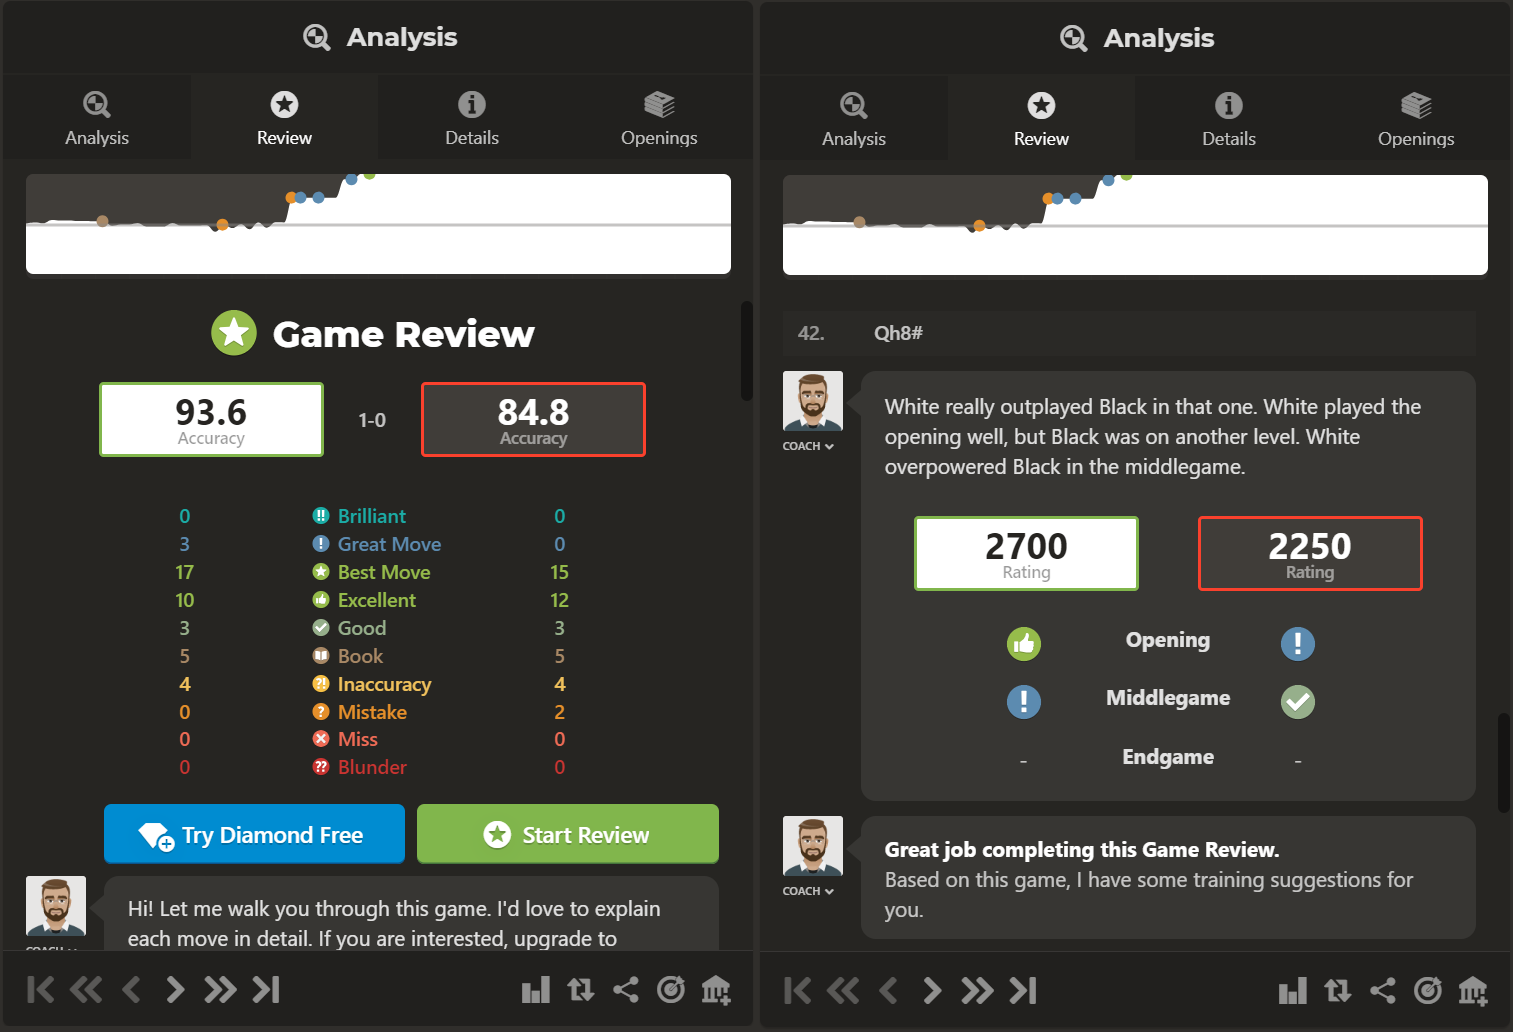 Analysis
Analysis
Review
Details
Openings
Game Review
93.6
Accuracy
1-0
84.8
Accuracy
0 Brilliant 0
3 Great Move 0
17 Best Move 15
10 Excellent 12
3 Good 3
5 Book 5
4 Inaccuracy 4
0 Mistake 2
0 Miss 0
0 Blunder 0
Try Diamond Free
Start Review
Hi! Let me walk you through this game. I'd love to explain
each move in detail. If you are interested, upgrade to
COACH
Analysis
Analysis
Review
Details
Openings
42. Qh8#
COACH
White really outplayed Black in that one. White played the
opening well, but Black was on another level. White
overpowered Black in the middlegame.
2700
Rating
2250
Rating
Opening
Middlegame
- Endgame -
COACH
Great job completing this Game Review.
Based on this game, I have some training suggestions for
you.